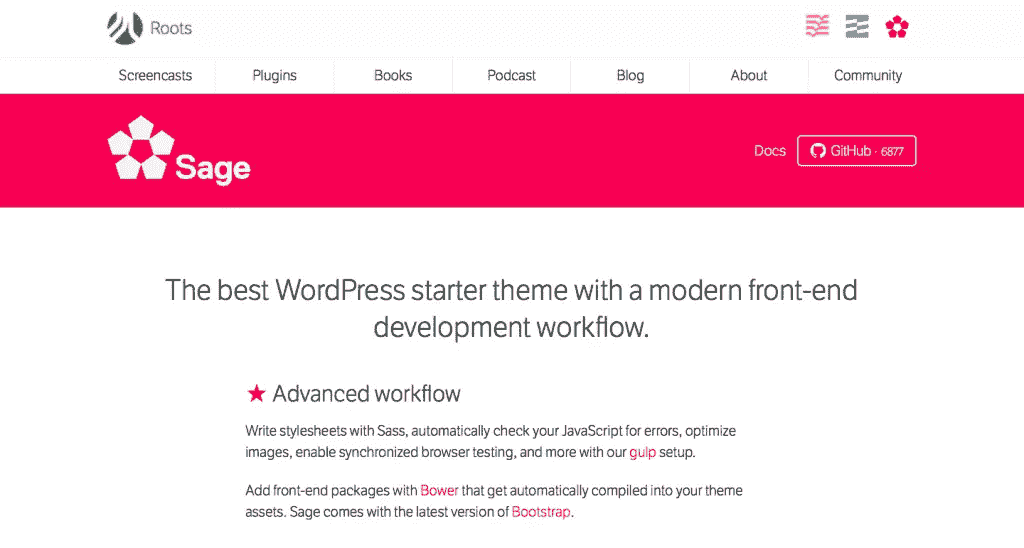 Roots
Screencasts Plugins Books Podcast Blog About Community
Sage
Docs GitHub · 6877
The best WordPress starter theme with a modern front-end
development workflow.
★ Advanced workflow
Write stylesheets with Sass, automatically check your JavaScript for errors, optimize
images, enable synchronized browser testing, and more with our gulp setup.
Add front-end packages with Bower that get automatically compiled into your theme
assets. Sage comes with the latest version of Bootstrap.